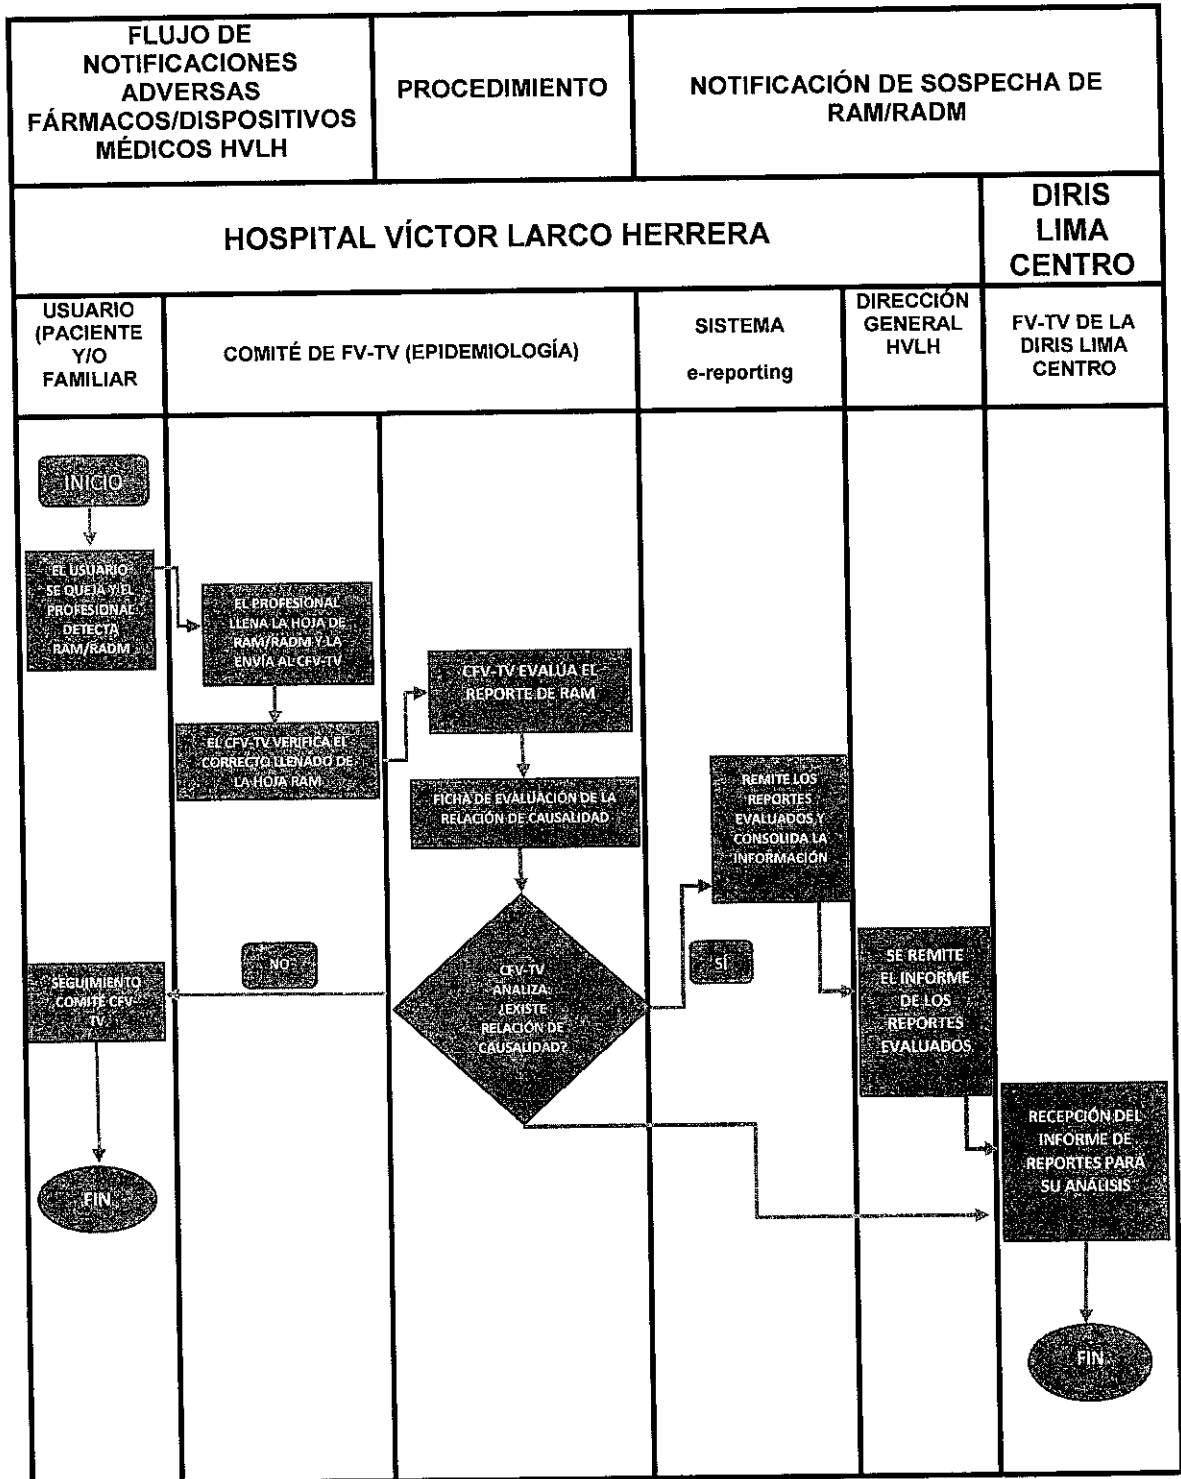 FLUJO DE
NOTIFICACIONES
ADVERSAS
FÁRMACOS/DISPOSITIVOS
MÉDICOS HVLH
PROCEDIMIENTO
NOTIFICACIÓN DE SOSPECHA DE
RAM/RADM
HOSPITAL VÍCTOR LARCO HERRERA
DIRIS
LIMA
CENTRO
USUARIO
(PACIENTE
Y/O
FAMILIAR
COMITÉ DE FV-TV (EPIDEMIOLOGÍA)
SISTEMA
e-reporting
DIRECCIÓN
GENERAL
HVLH
FV-TV DE LA
DIRIS LIMA
CENTRO
INICIO
EL USUARIO
SE QUEJA Y EL
PROFESIONAL
DETECTA
RAM/RADM
EL PROFESIONAL
LLENA LA HOJA DE
RAM/RADM Y LA
ENVÍA AL CFV-TV
EL CFV-TV VERIFICA EL
CORRECTO LLENADO DE
LA HOJA RAM
CFV-TV EVALUA EL
REPORTE DE RAM
FICHA DE EVALUACIÓN DE LA
RELACIÓN DE CAUSALIDAD
REMITE LOS
REPORTES
EVALUADOS Y
CONSOLIDA LA
INFORMACIÓN
CFV-TV
ANALIZA:
¿EXISTE
RELACIÓN DE
CAUSALIDAD?
NO
SÍ
SEGUIMIENTO
COMITÉ CFV-
TV
SE REMITE
EL INFORME
DE LOS
REPORTES
EVALUADOS
RECEPCIÓN DEL
INFORME DE
REPORTES PARA
SU ANÁLISIS
FIN
FIN